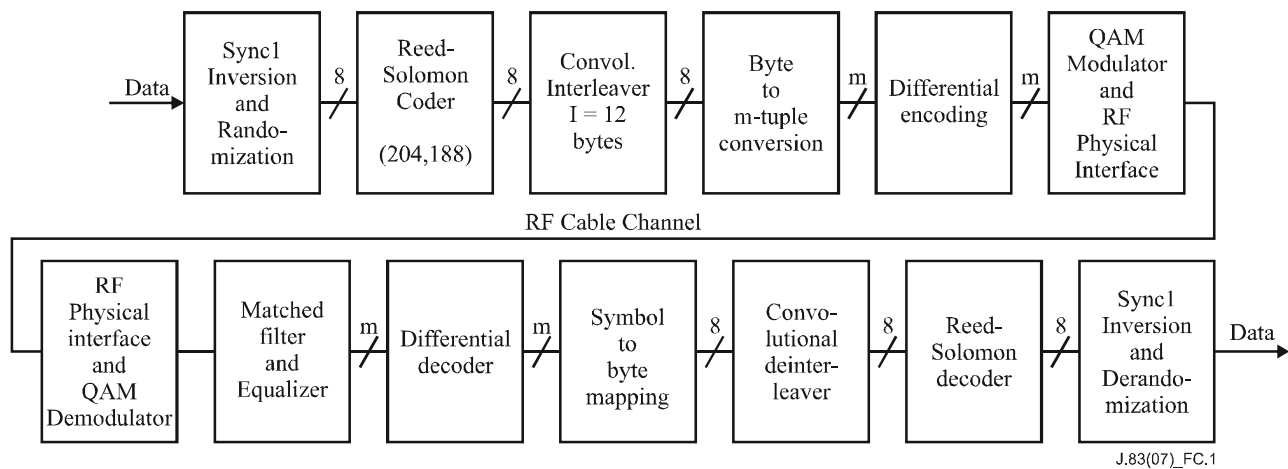 Data
Sync1
Inversion
and
Rando-
mization
8
Reed-
Solomon
Coder
(204,188)
8
Convol.
Interleaver
I = 12
bytes
8
Byte
to
m-tuple
conversion
m
Differential
encoding
m
QAM
Modulator
and
RF
Physical
Interface
RF Cable Channel
RF
Physical
interface
and
QAM
Demodulator
Matched
filter
and
Equalizer
m
Differential
decoder
m
Symbol
to
byte
mapping
8
Convo-
lutional
deinter-
leaver
8
Reed-
Solomon
decoder
8
Sync1
Inversion
and
Derando-
mization
Data
J.83(07)_FC.1